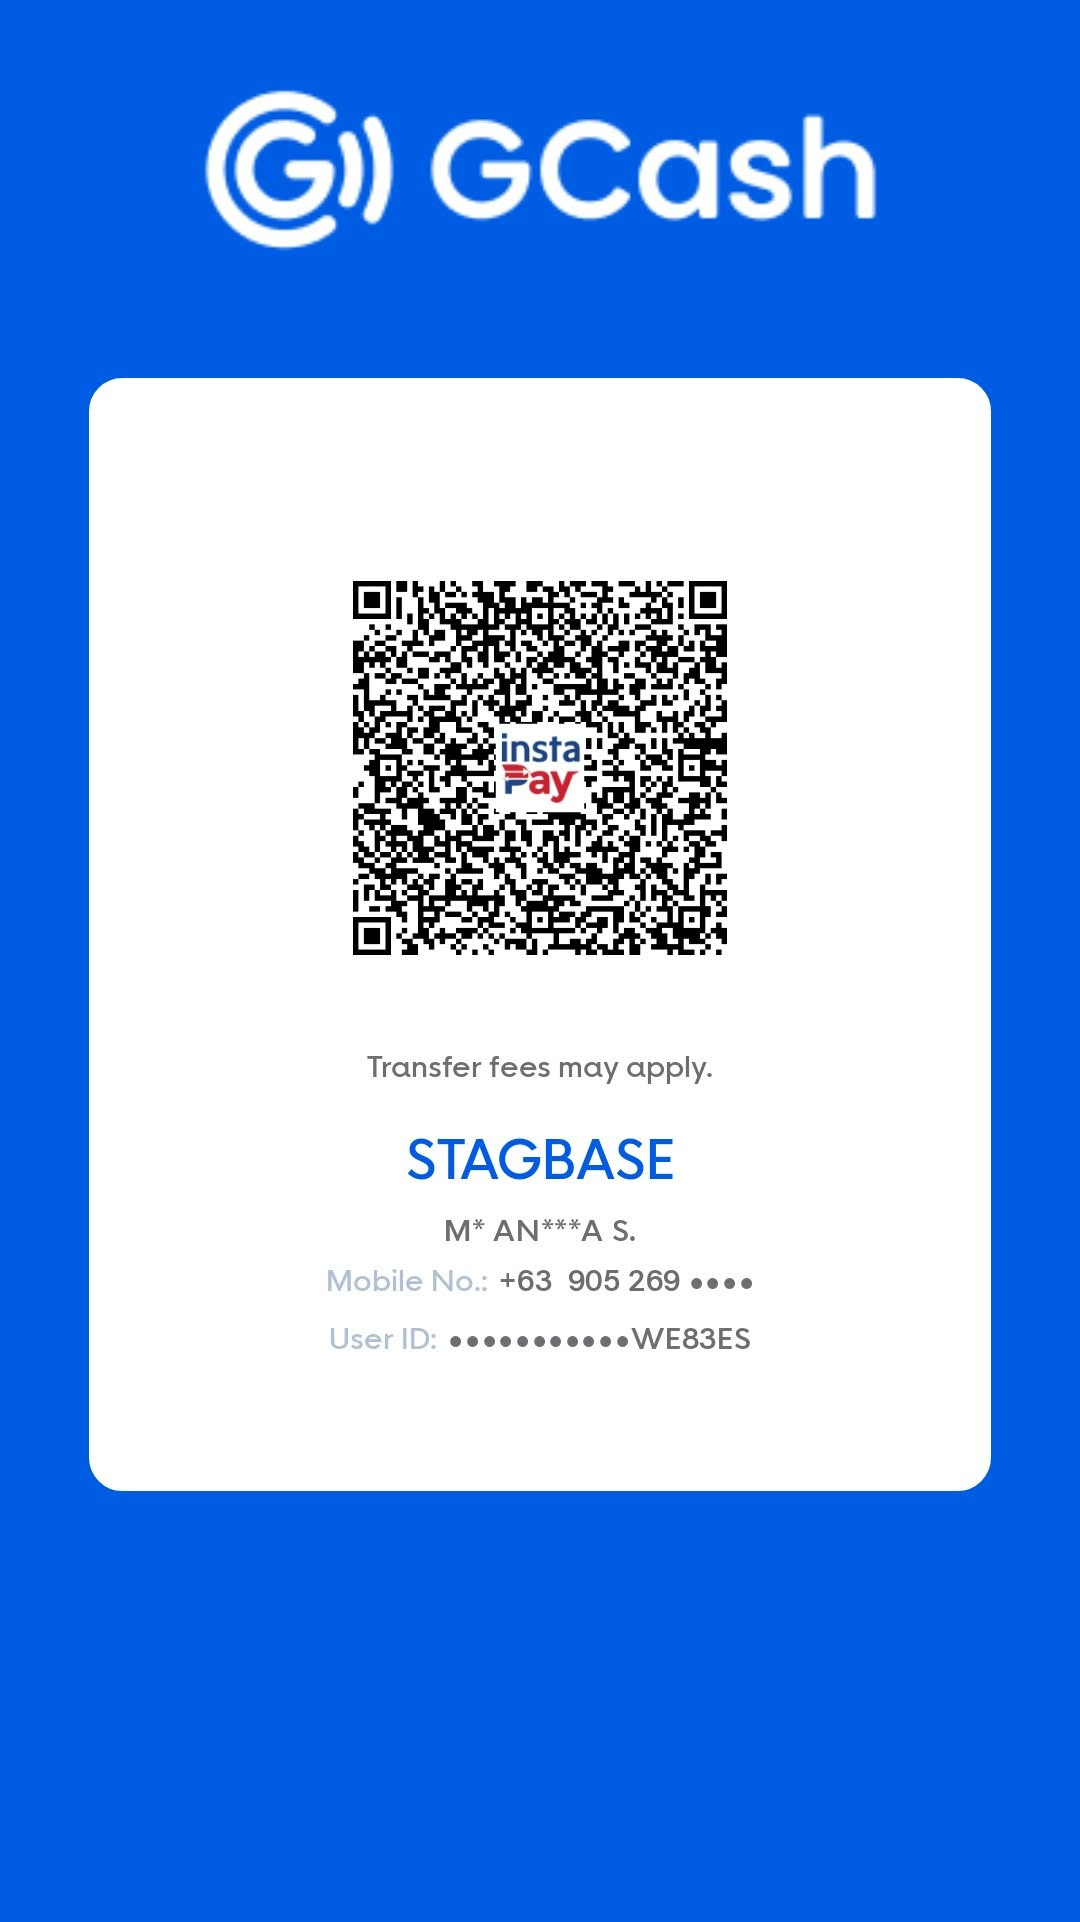 GCash
insta
Pay
Transfer fees may apply.
STAGBASE
M* AN***A S.
Mobile No.: +63 905 269 ••••
User ID: •••••••••••WE83ES